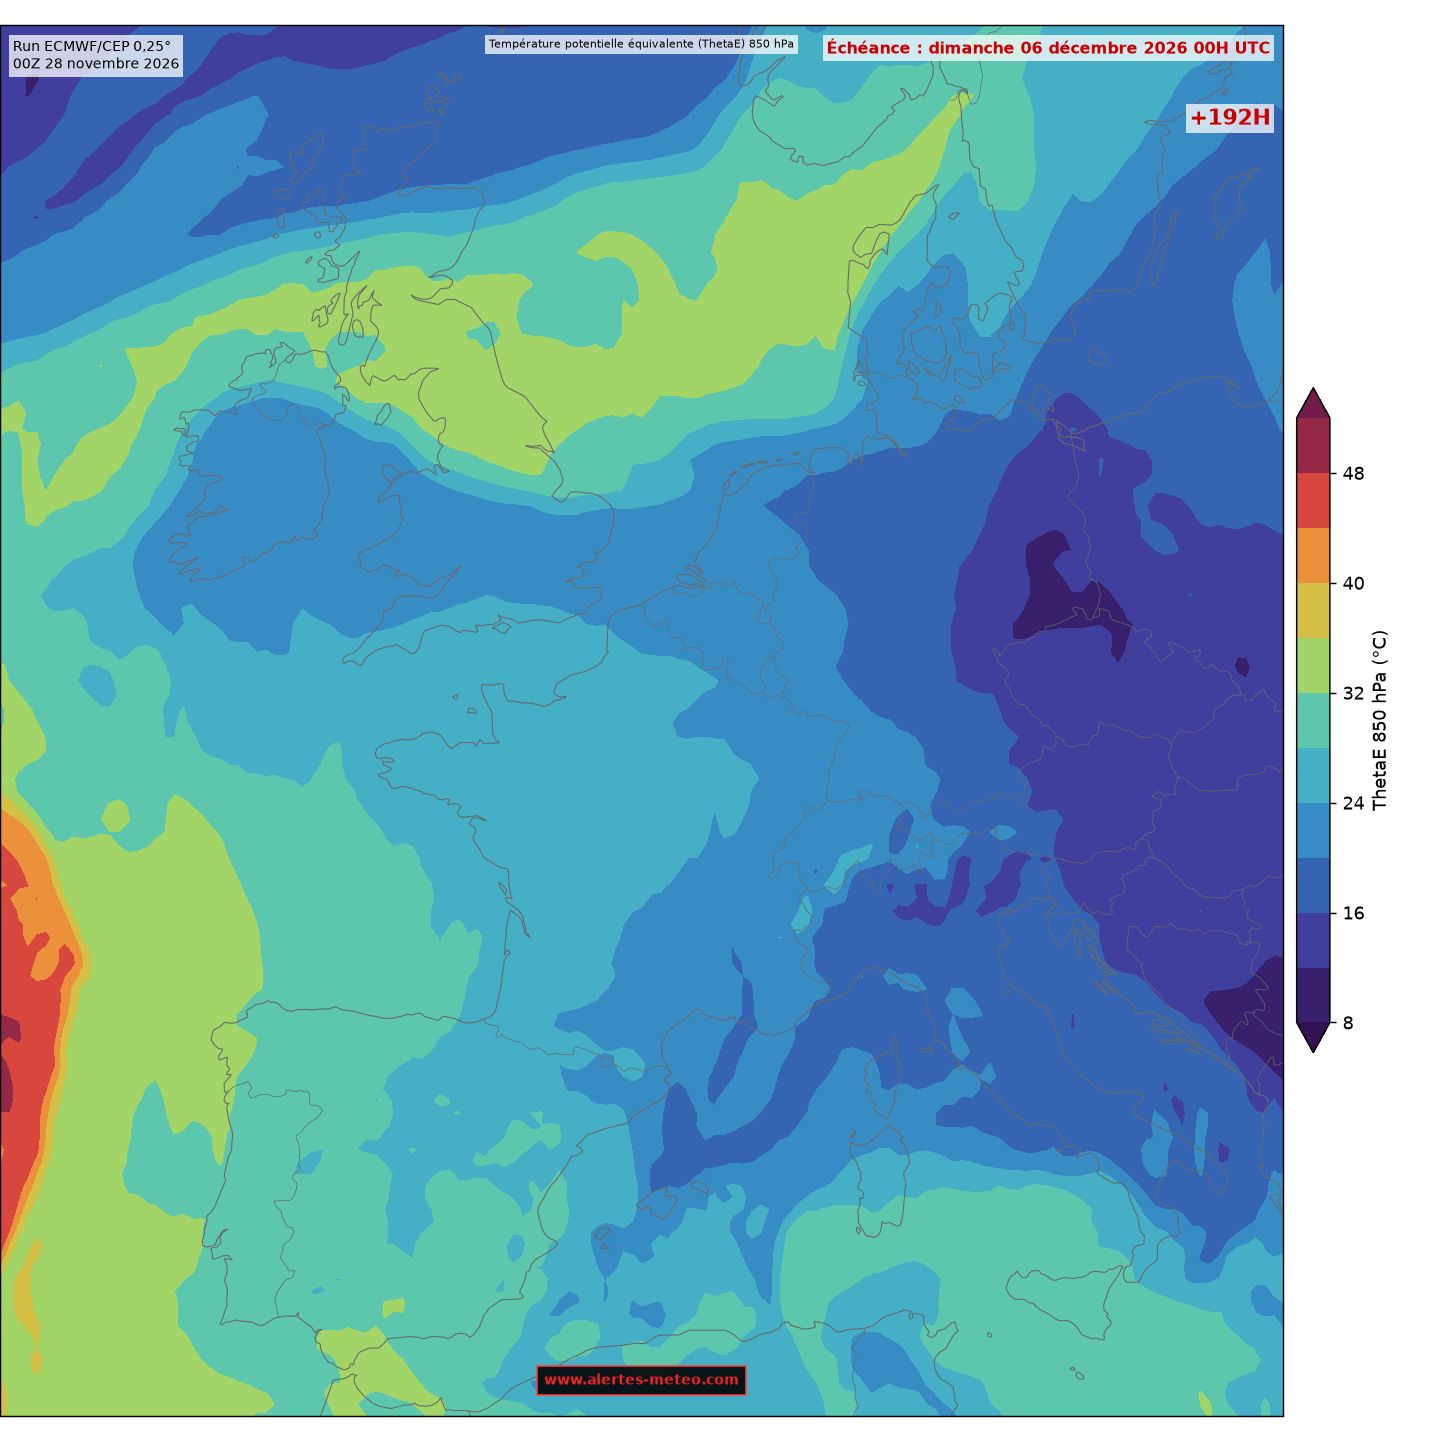 Run ECMWF/CEP 0,25°
00Z 28 novembre 2026
Température potentielle équivalente (ThetaE) 850 hPa
Échéance : dimanche 06 décembre 2026 00H UTC
+192H
48
40
32
24
16
8
ThetaE 850 hPa (°C)
www.alertes-meteo.com